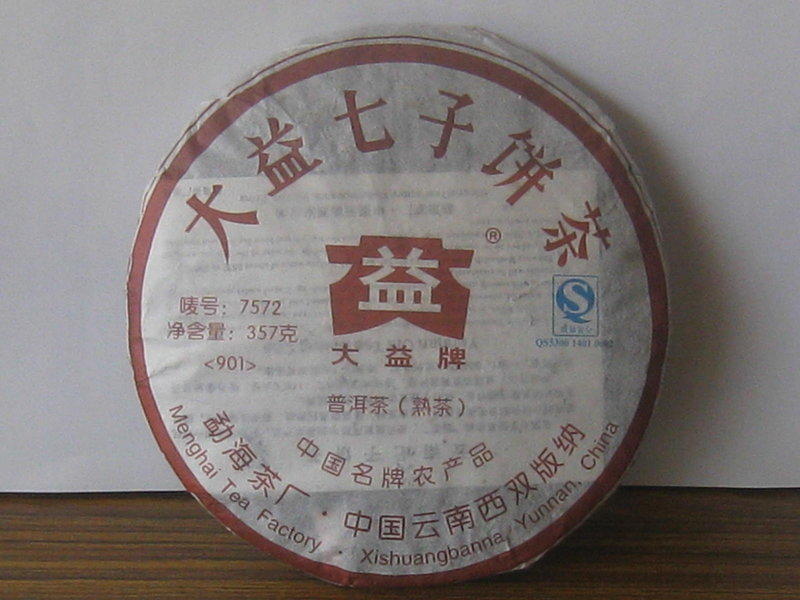 大益七子饼茶
益®
大益牌
唛号：7572
净含量：357克
<901>
普洱茶（熟茶）
中国名牌农产品
勐海茶厂·中国云南西双版纳
Menghai Tea Factory · Xishuangbanna, Yunnan, China